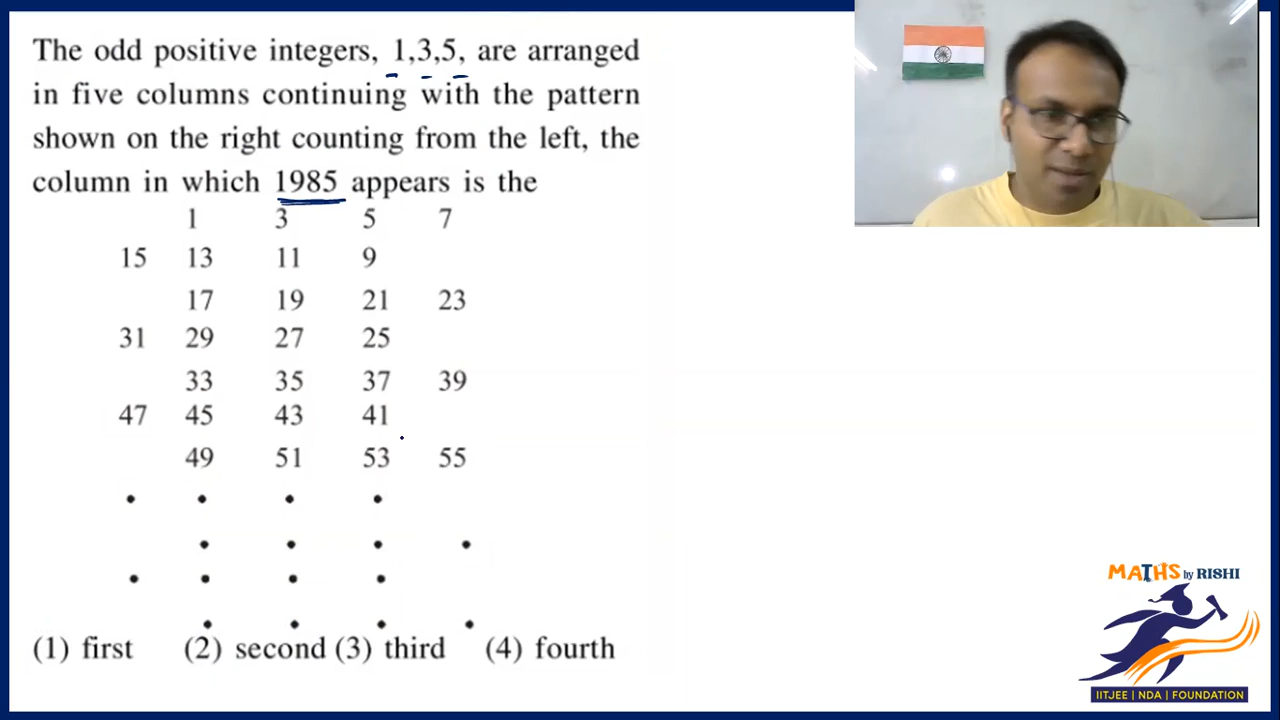 The odd positive integers, 1,3,5, are arranged
in five columns continuing with the pattern
shown on the right counting from the left, the
column in which 1985 appears is the
1 3 5 7
15 13 11 9
17 19 21 23
31 29 27 25
33 35 37 39
47 45 43 41
49 51 53 55
(1) first (2) second (3) third (4) fourth
MATHS by RISHI
IITJEE | NDA | FOUNDATION